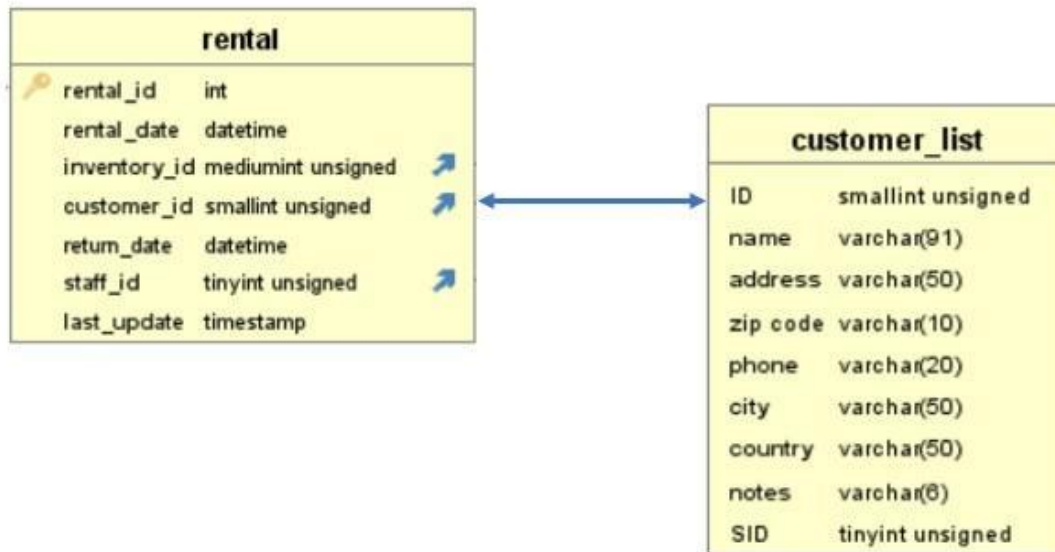 rental
rental_id int
rental_date datetime
inventory_id mediumint unsigned
customer_id smallint unsigned
return_date datetime
staff_id tinyint unsigned
last_update timestamp
customer_list
ID smallint unsigned
name varchar(91)
address varchar(50)
zip code varchar(10)
phone varchar(20)
city varchar(50)
country varchar(50)
notes varchar(6)
SID tinyint unsigned